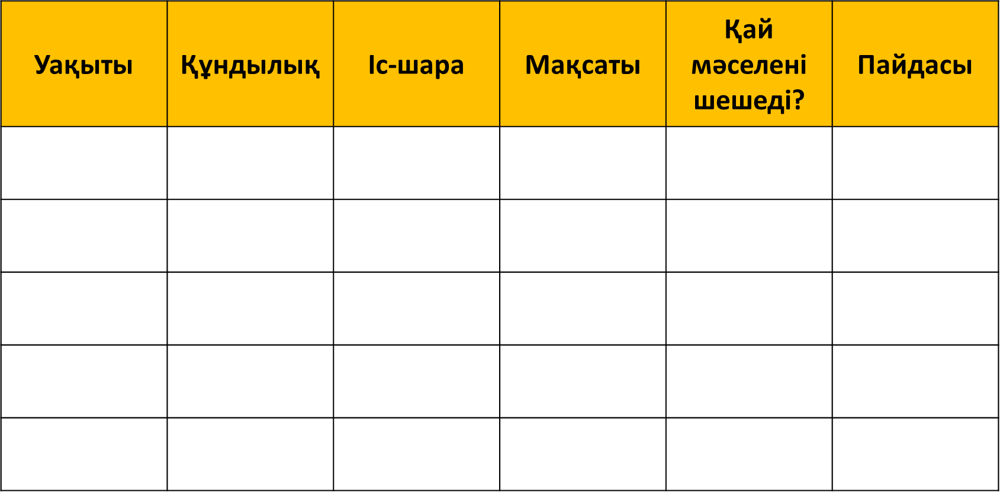 Уақыты
Құндылық
Іс-шара
Мақсаты
Қай
мәселені
шешеді?
Пайдасы